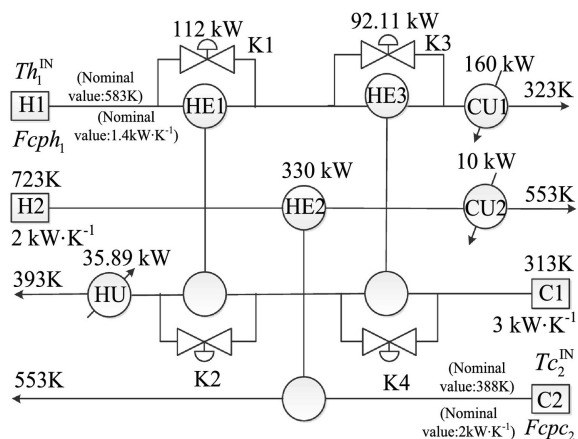 112 kW
K1
92.11 kW
K3
Th₁ᴵᴺ
(Nominal
value:583K)
160 kW
H1
HE1
HE3
CU1
323K
Fcph₁
(Nominal
value:1.4kW·K⁻¹)
723K
330 kW
10 kW
H2
HE2
CU2
553K
2 kW·K⁻¹
35.89 kW
393K
313K
HU
C1
3 kW·K⁻¹
K2
K4
553K
(Nominal
value:388K)
Tc₂ᴵᴺ
C2
(Nominal
value:2kW·K⁻¹)
Fcpc₂